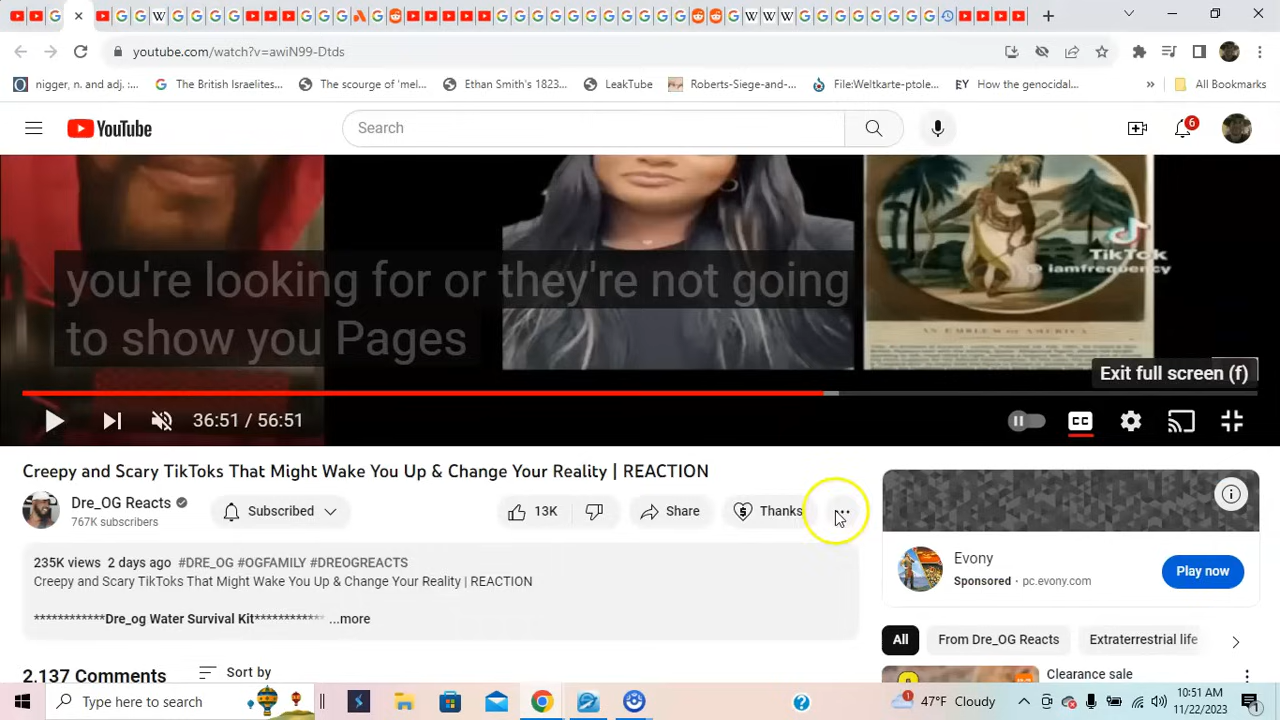 youtube.com/watch?v=awiN99-Dtds
nigger, n. and adj. :...
The British Israelites...
The scourge of 'mel...
Ethan Smith's 1823...
LeakTube
Roberts-Siege-and-...
File:Weltkarte-ptole...
EY How the genocidal...
»
All Bookmarks
YouTube
Search
6
you're looking for or they're not going
to show you Pages
TikTok
@ iamfrequency
AN EMBLEM of AMERICA
Exit full screen (f)
36:51 / 56:51
CC
Creepy and Scary TikToks That Might Wake You Up & Change Your Reality | REACTION
Dre_OG Reacts
767K subscribers
Subscribed
13K
Share
Thanks
...
235K views 2 days ago #DRE_OG #OGFAMILY #DREOGREACTS
Creepy and Scary TikToks That Might Wake You Up & Change Your Reality | REACTION
************Dre_og Water Survival Kit************ ...more
2,137 Comments
Sort by
Evony
Sponsored · pc.evony.com
Play now
All
From Dre_OG Reacts
Extraterrestrial life
Clearance sale
Type here to search
47°F Cloudy
10:51 AM
11/22/2023
1